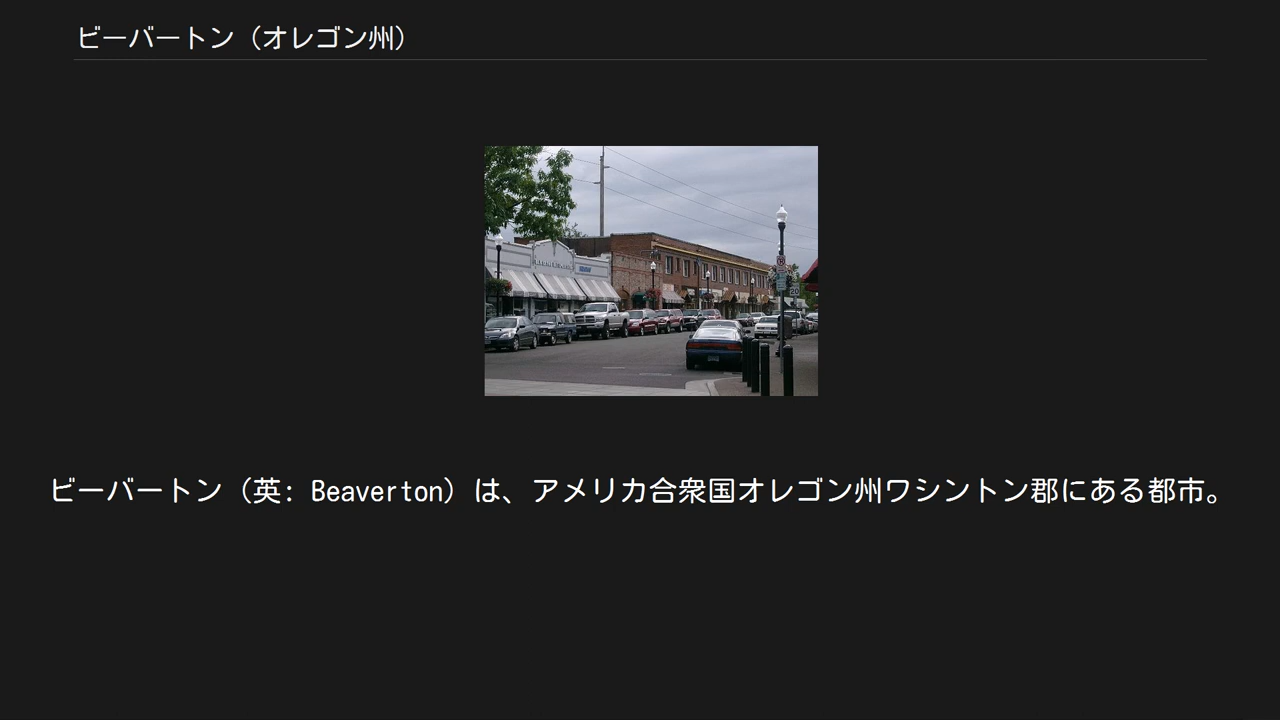 ビーバートン（オレゴン州）
ビーバートン（英: Beaverton）は、アメリカ合衆国オレゴン州ワシントン郡にある都市。